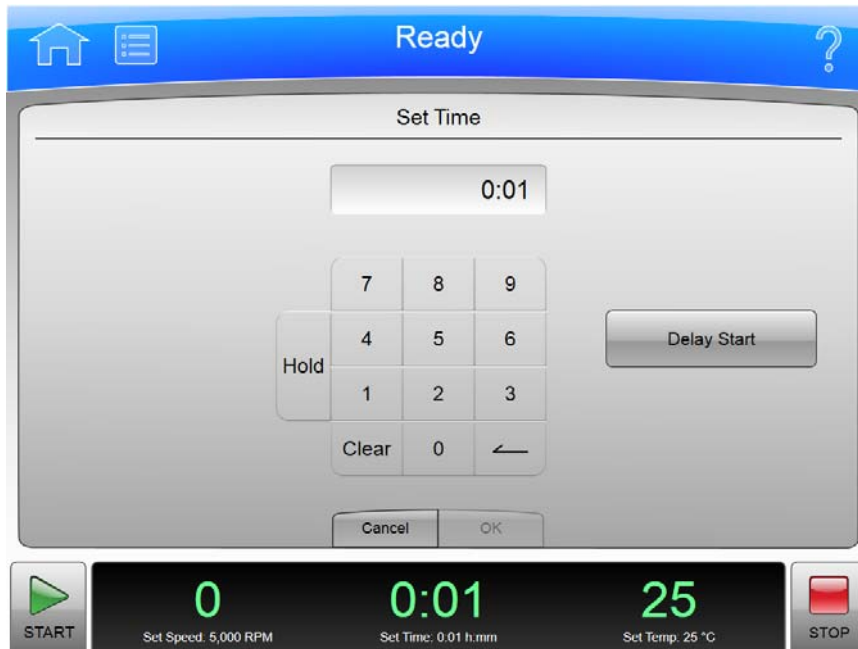 Ready
?
Set Time
0:01
7 8 9
4 5 6
Hold
1 2 3
Clear 0
Delay Start
Cancel OK
START
0
Set Speed: 5,000 RPM
0:01
Set Time: 0:01 h:mm
25
Set Temp: 25 °C
STOP